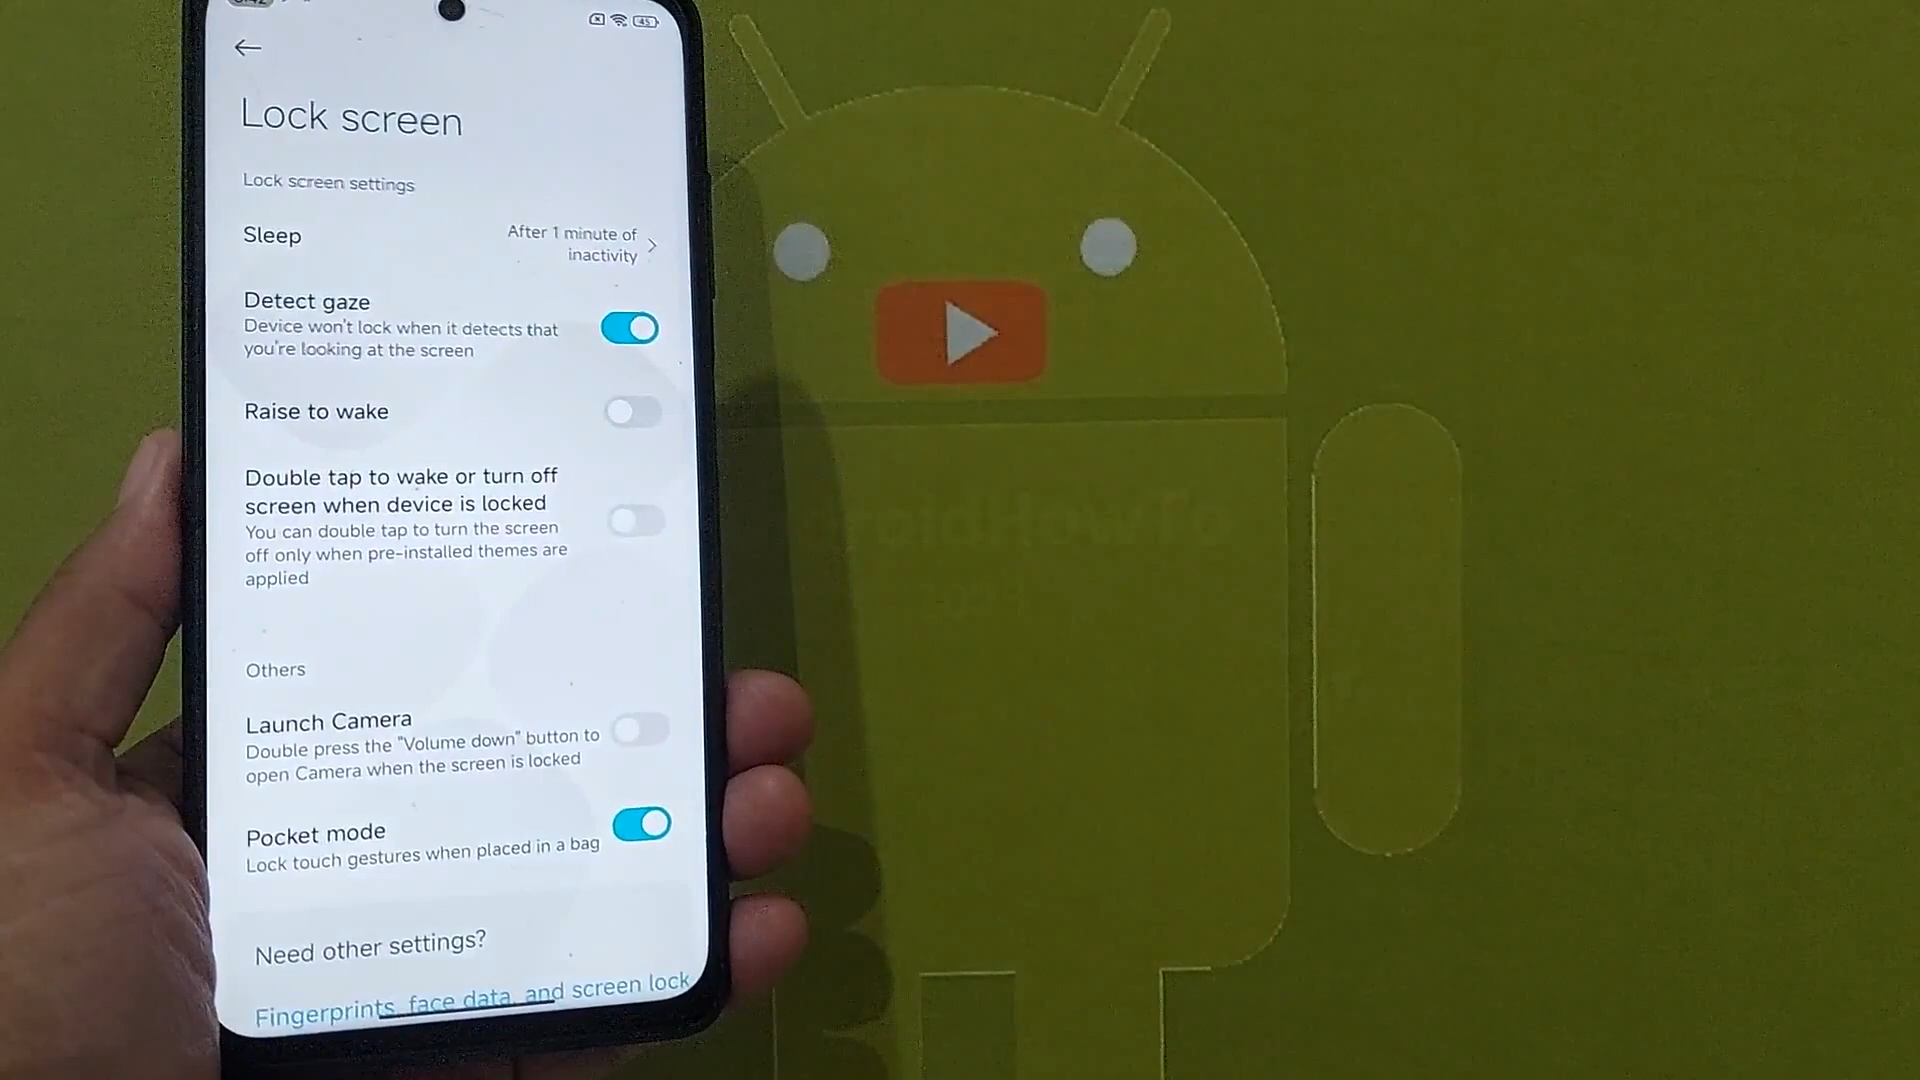 45
Lock screen
Lock screen settings
Sleep
After 1 minute of
inactivity
Detect gaze
Device won't lock when it detects that
you're looking at the screen
Raise to wake
Double tap to wake or turn off
screen when device is locked
You can double tap to turn the screen
off only when pre-installed themes are
applied
Others
Launch Camera
Double press the "Volume down" button to
open Camera when the screen is locked
Pocket mode
Lock touch gestures when placed in a bag
Need other settings?
Fingerprints, face data, and screen lock